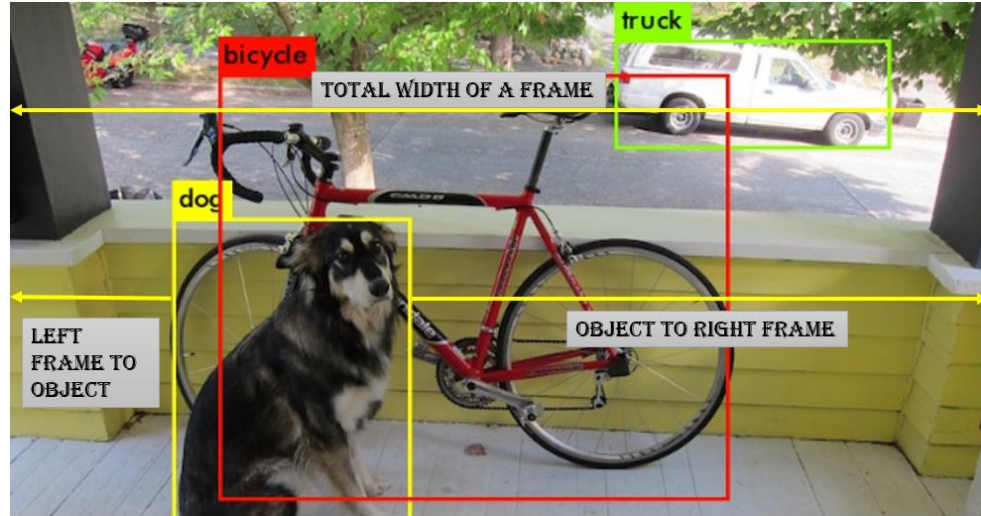 truck
bicycle
TOTAL WIDTH OF A FRAME
dog
LEFT
FRAME TO
OBJECT
OBJECT TO RIGHT FRAME